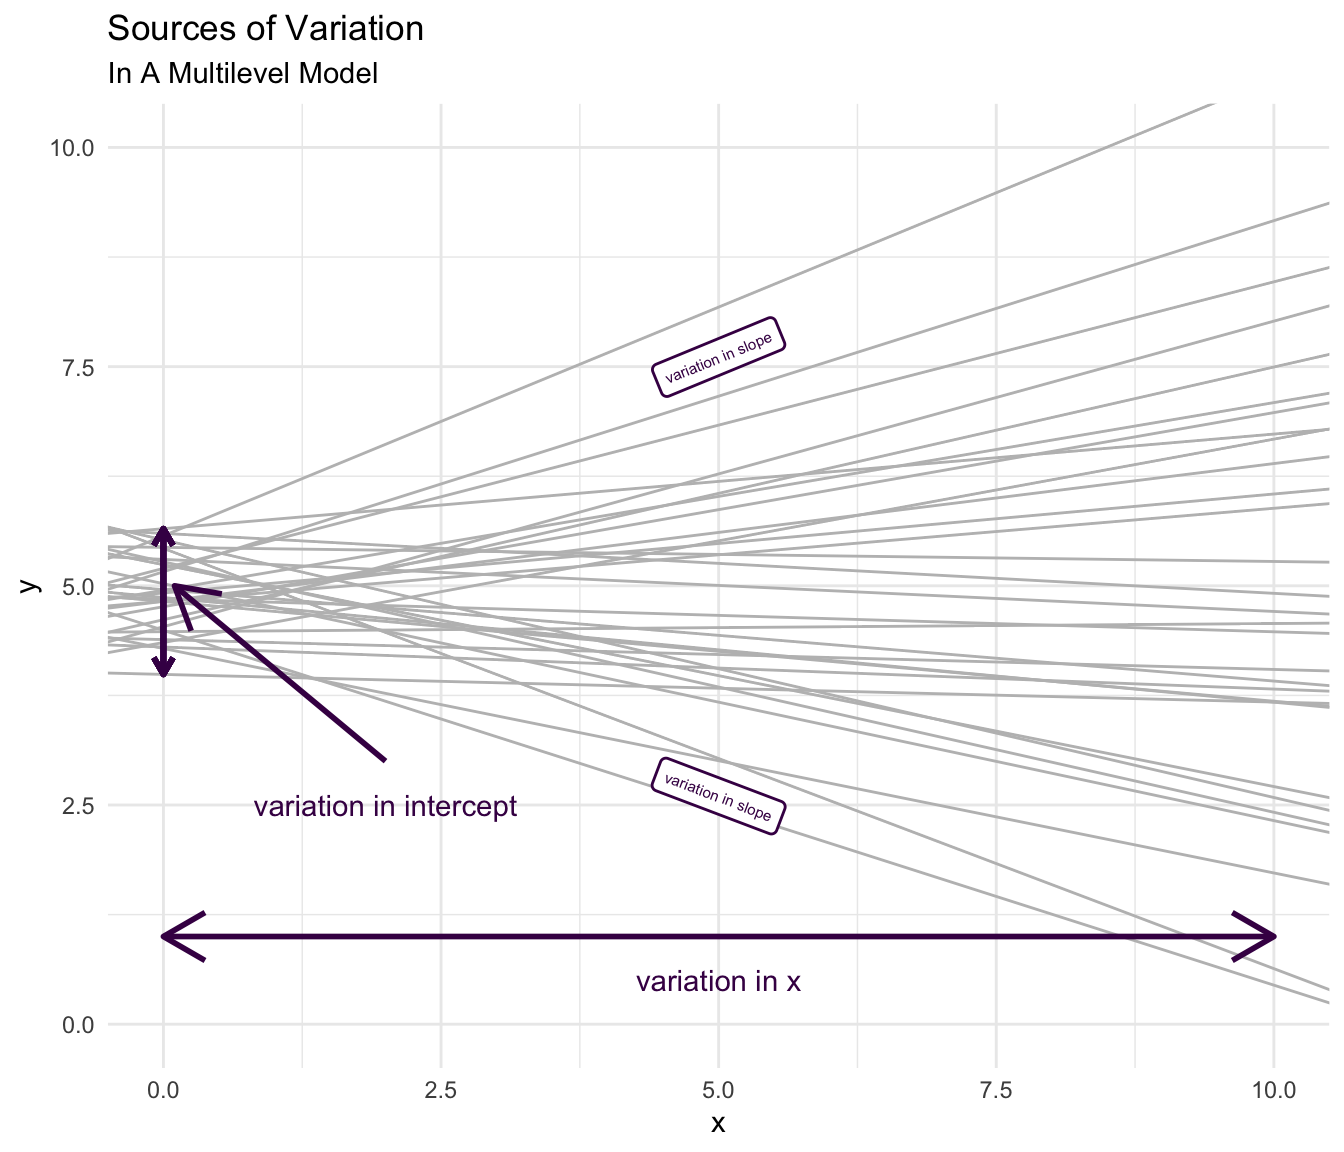 Sources of Variation
In A Multilevel Model
10.0
7.5
5.0
2.5
0.0
y
variation in slope
variation in slope
variation in intercept
variation in x
0.0 2.5 5.0 7.5 10.0
x